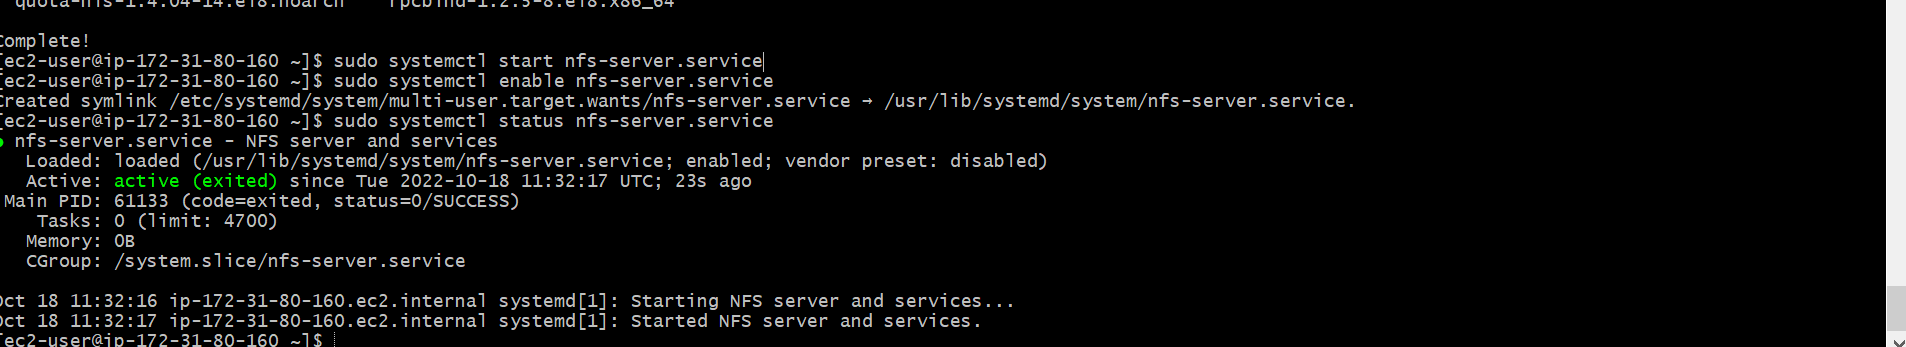 quota-nfs-1:4.04-14.el8.noarch    rpcbind-1.2.5-8.el8.x86_64
Complete!
[ec2-user@ip-172-31-80-160 ~]$ sudo systemctl start nfs-server.service
[ec2-user@ip-172-31-80-160 ~]$ sudo systemctl enable nfs-server.service
Created symlink /etc/systemd/system/multi-user.target.wants/nfs-server.service → /usr/lib/systemd/system/nfs-server.service.
[ec2-user@ip-172-31-80-160 ~]$ sudo systemctl status nfs-server.service
● nfs-server.service - NFS server and services
Loaded: loaded (/usr/lib/systemd/system/nfs-server.service; enabled; vendor preset: disabled)
Active: active (exited) since Tue 2022-10-18 11:32:17 UTC; 23s ago
Main PID: 61133 (code=exited, status=0/SUCCESS)
Tasks: 0 (limit: 4700)
Memory: 0B
CGroup: /system.slice/nfs-server.service
Oct 18 11:32:16 ip-172-31-80-160.ec2.internal systemd[1]: Starting NFS server and services...
Oct 18 11:32:17 ip-172-31-80-160.ec2.internal systemd[1]: Started NFS server and services.
[ec2-user@ip-172-31-80-160 ~]$